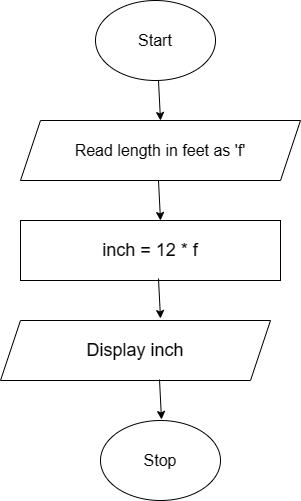 Start
Read length in feet as 'f'
inch = 12 * f
Display inch
Stop